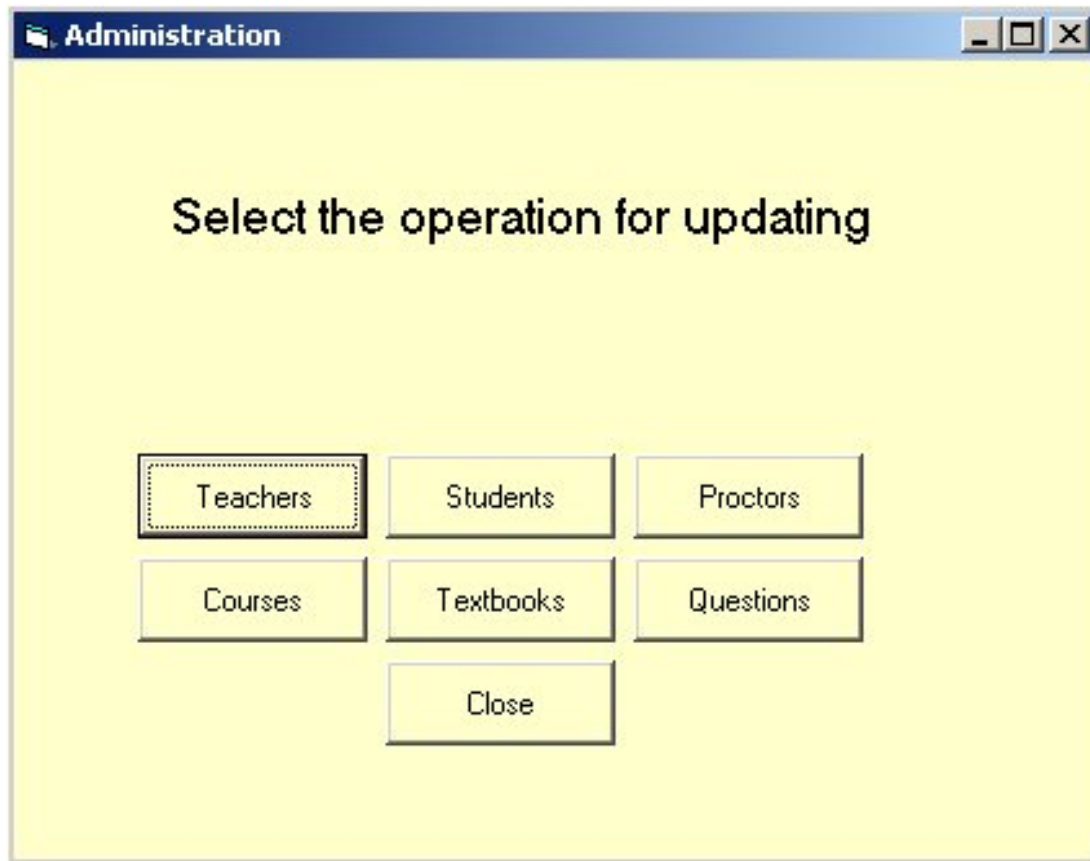 Administration
Select the operation for updating
Teachers Students Proctors
Courses Textbooks Questions
Close